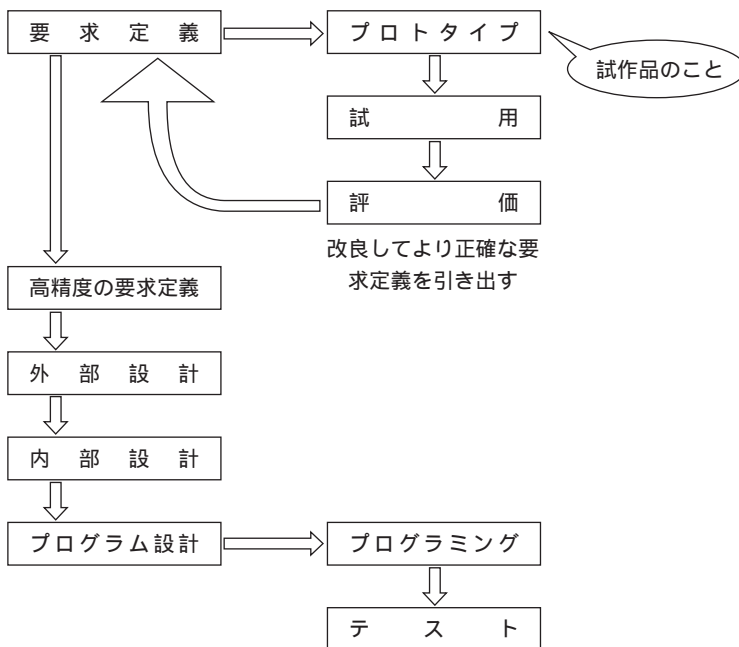 要求定義
プロトタイプ
試作品のこと
試用
評価
改良してより正確な要
求定義を引き出す
高精度の要求定義
外部設計
内部設計
プログラム設計
プログラミング
テスト